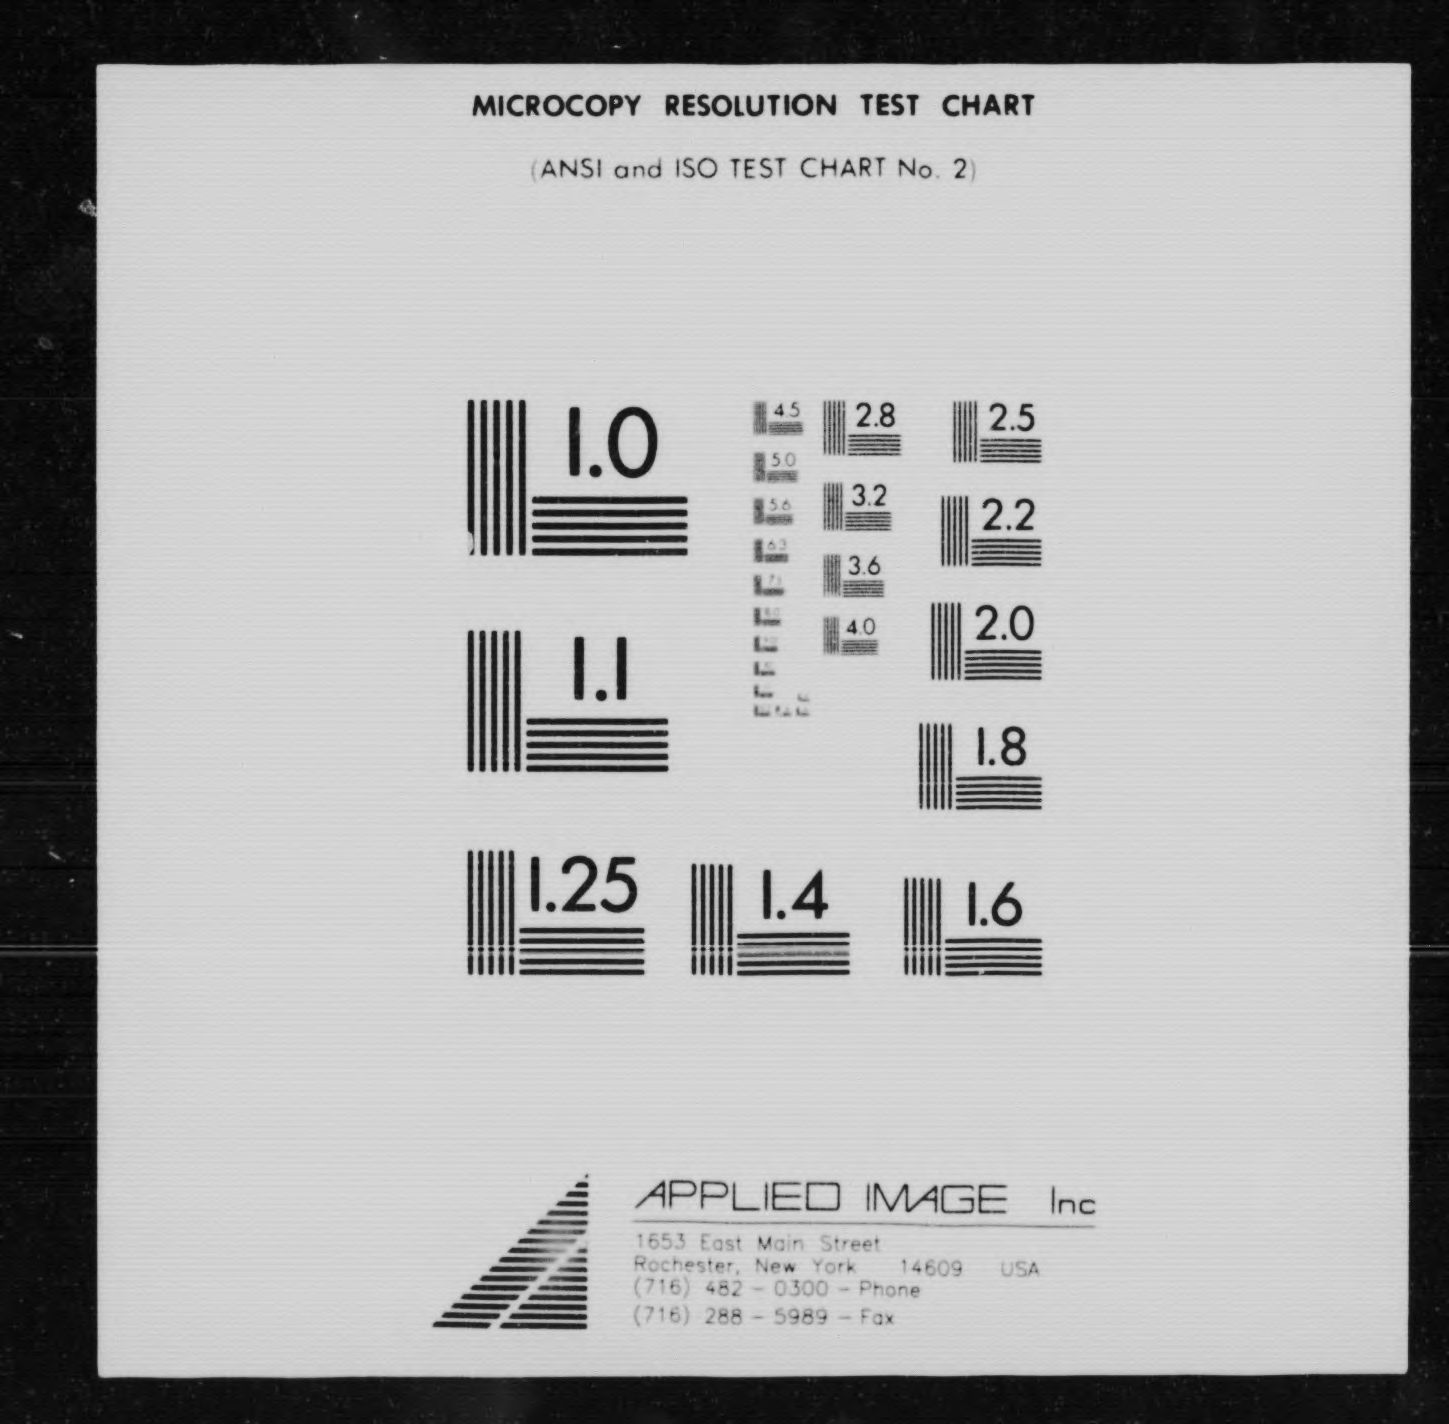 MICROCOPY RESOLUTION TEST CHART
(ANSI and ISO TEST CHART No. 2)
1.0
1.1
1.25
1.4
1.6
1.8
2.0
2.2
2.5
2.8
3.2
3.6
4.0
4.5
5.0
5.6
6.3
7.1
APPLIED IMAGE Inc
1653 East Main Street
Rochester, New York 14609 USA
(716) 482 - 0300 - Phone
(716) 288 - 5989 - Fax